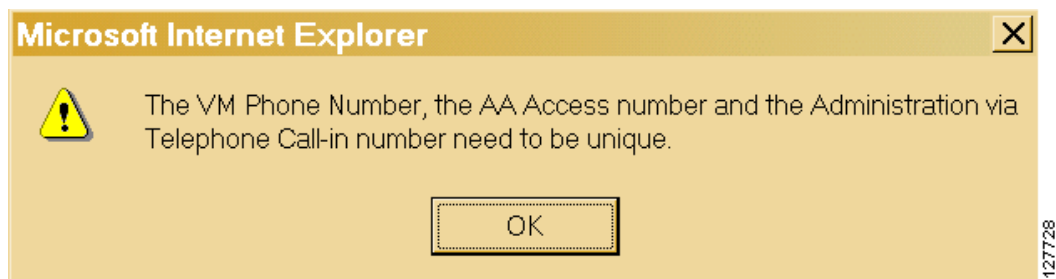 Microsoft Internet Explorer
The VM Phone Number, the AA Access number and the Administration via
Telephone Call-in number need to be unique.
OK
127728